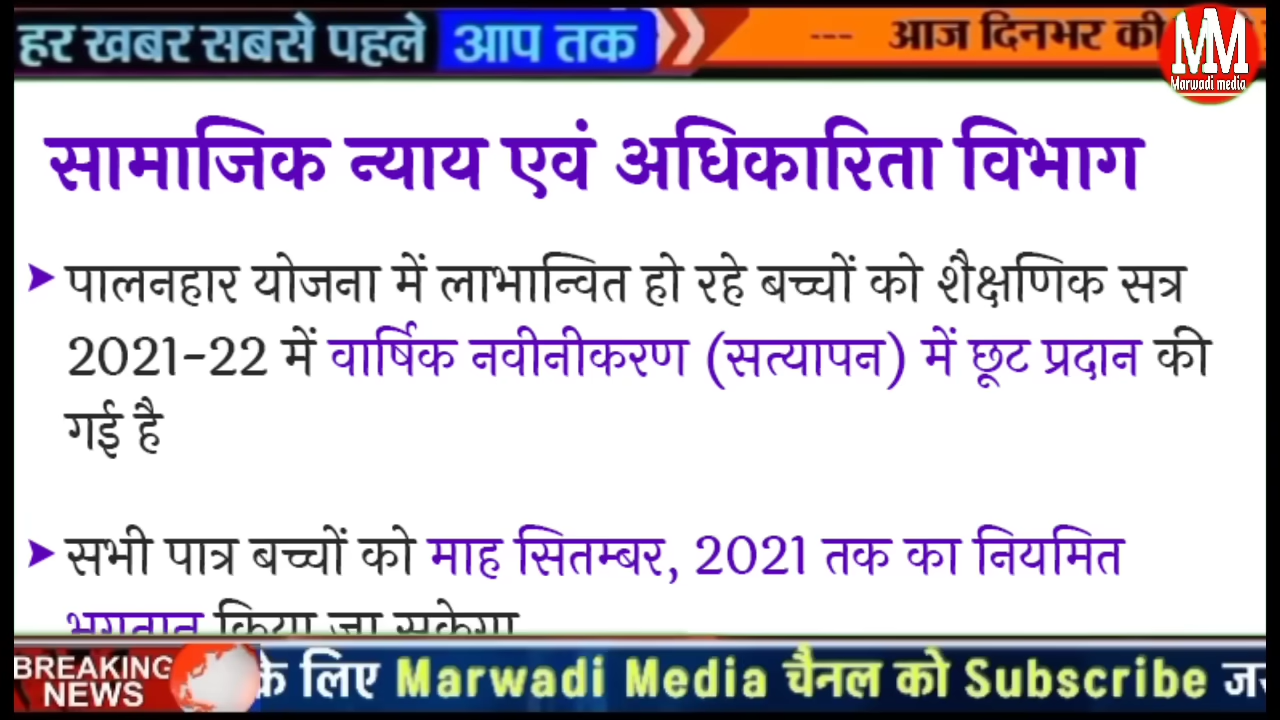 हर खबर सबसे पहले आप तक --- आज दिनभर की
MM
Marwadi media
सामाजिक न्याय एवं अधिकारिता विभाग
➤ पालनहार योजना में लाभान्वित हो रहे बच्चों को शैक्षणिक सत्र
2021-22 में वार्षिक नवीनीकरण (सत्यापन) में छूट प्रदान की
गई है
➤ सभी पात्र बच्चों को माह सितम्बर, 2021 तक का नियमित
भुगतान किया जा सकेगा
BREAKING
NEWS
के लिए Marwadi Media चैनल को Subscribe